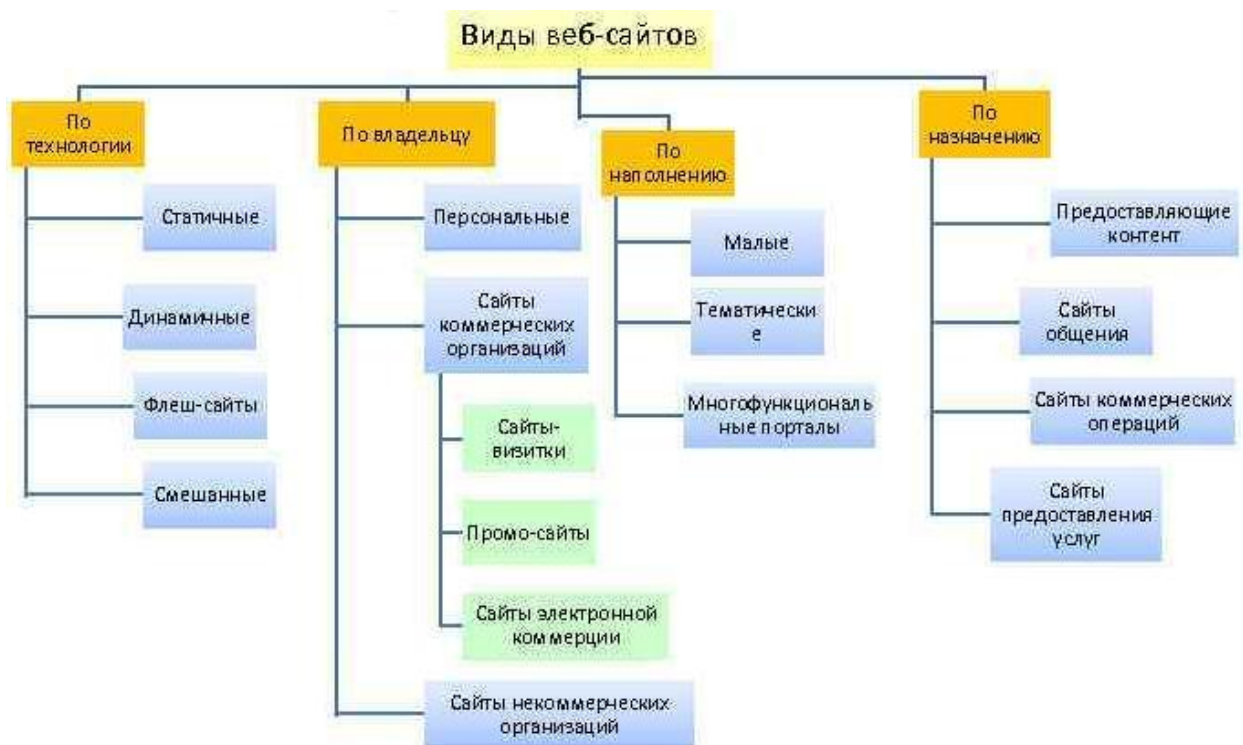 Виды веб-сайтов
По
технологии
Статичные
Динамичные
Флеш-сайты
Смешанные
По владельцу
Персональные
Сайты
коммерческих
организаций
Сайты-
визитки
Промо-сайты
Сайты электронной
коммерции
Сайты некоммерческих
организаций
По
наполнению
Малые
Тематически
е
Многофункциональ
ные порталы
По
назначению
Предоставляющие
контент
Сайты
общения
Сайты коммерческих
операций
Сайты
предоставления
услуг